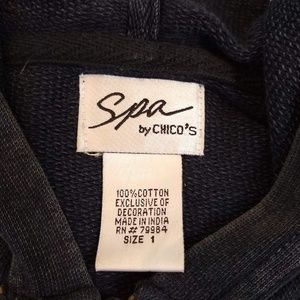 Spa
by CHICO'S
100% COTTON
EXCLUSIVE OF
DECORATION
MADE IN INDIA
RN # 79984
SIZE 1